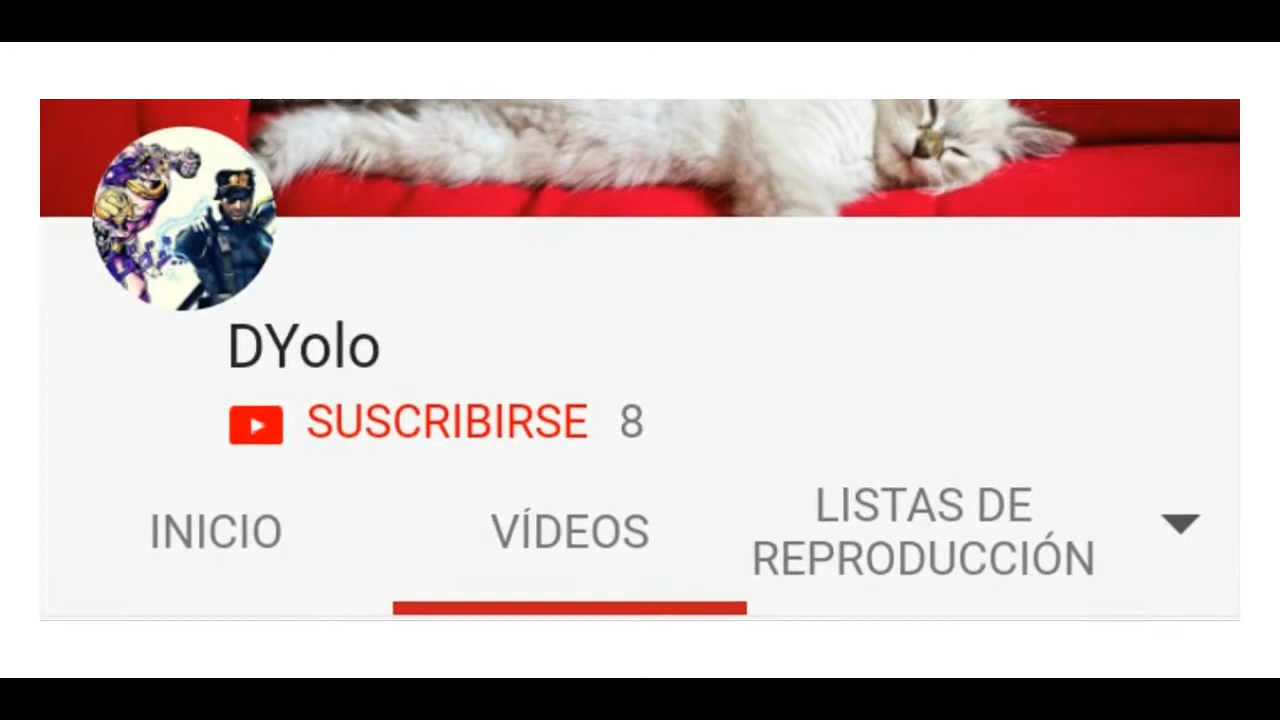 DYolo
SUSCRIBIRSE 8
INICIO
VÍDEOS
LISTAS DE
REPRODUCCIÓN